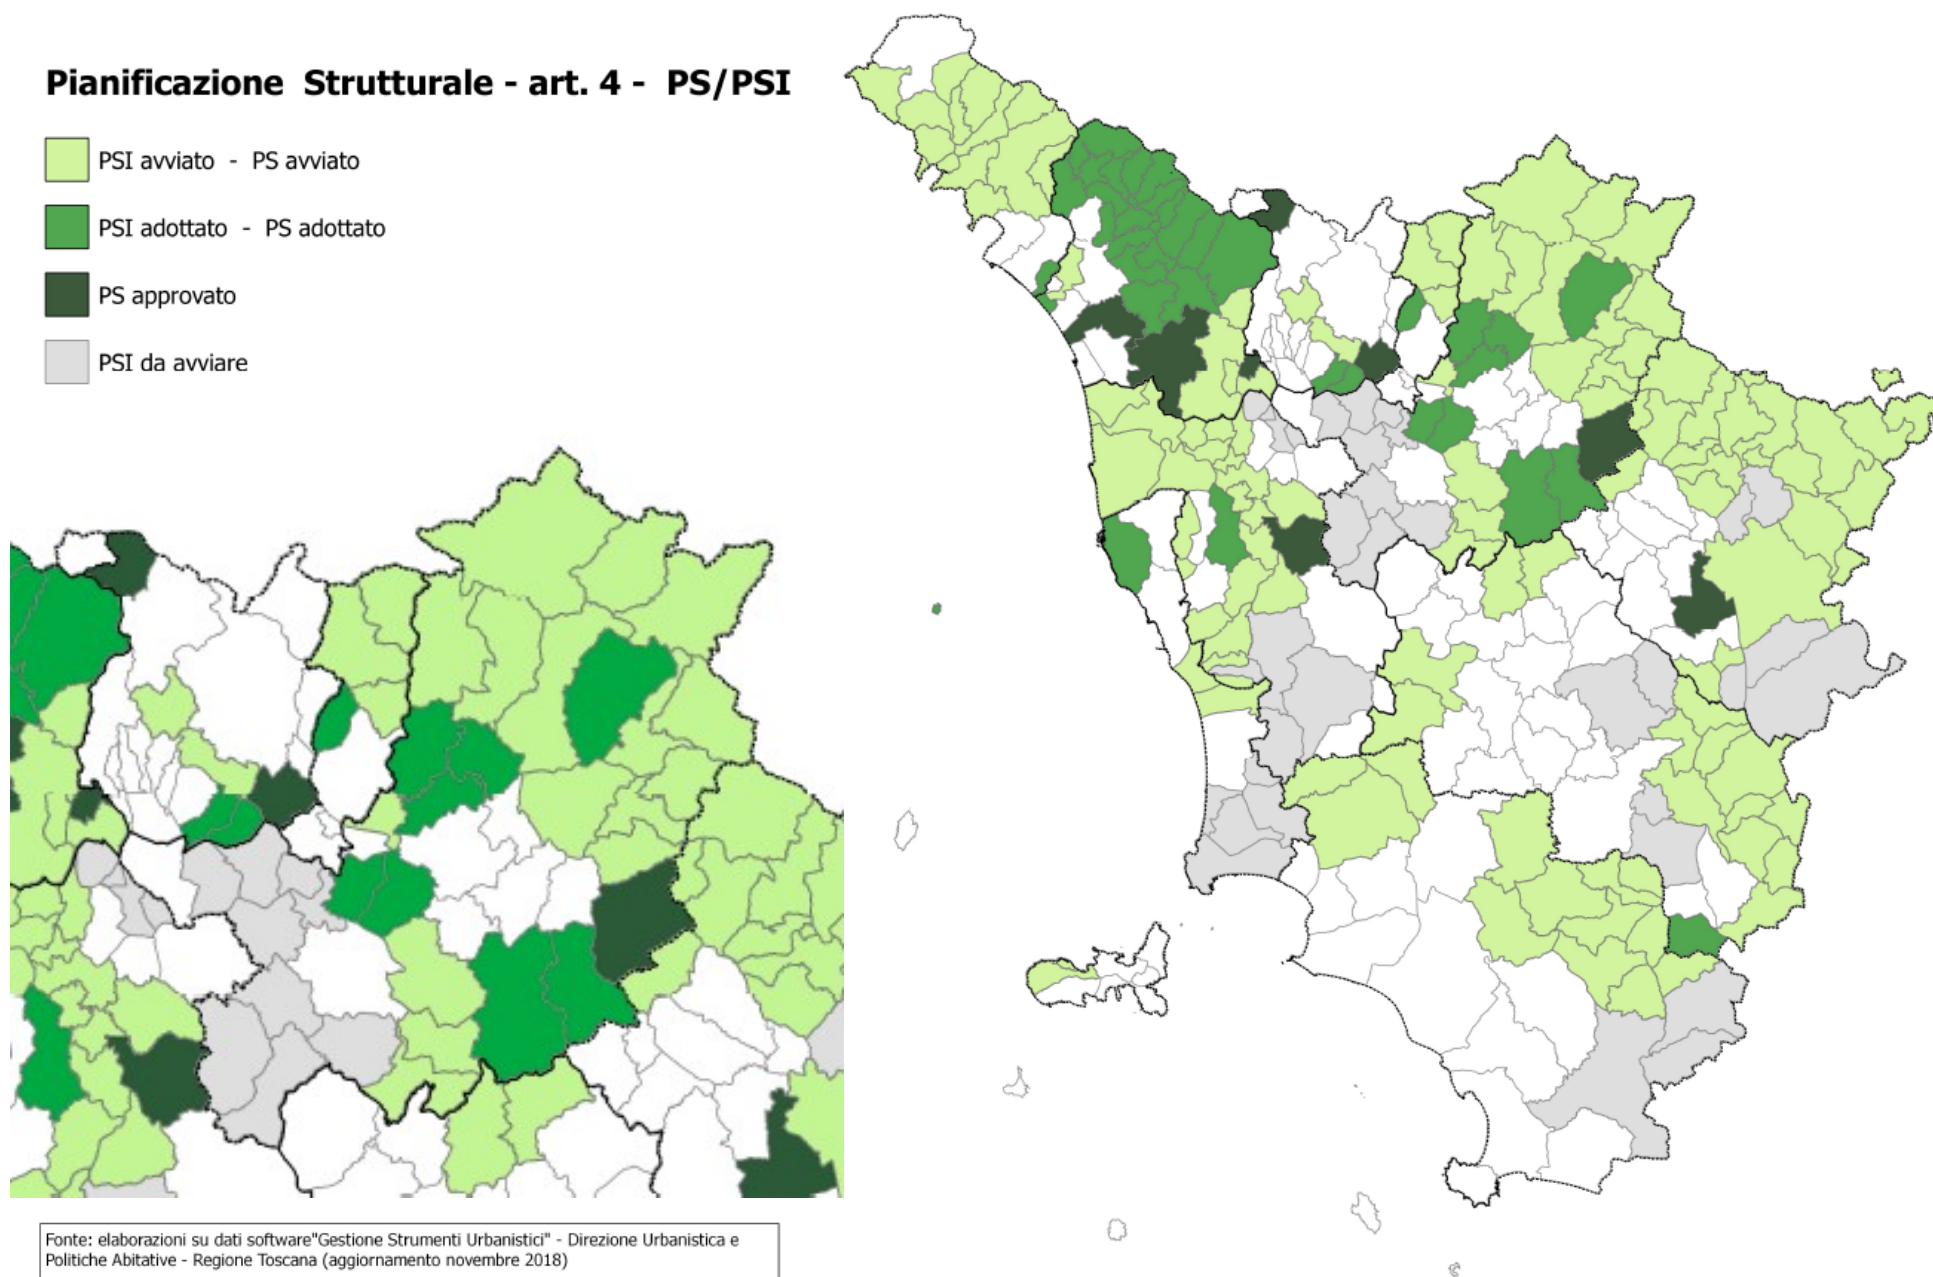 Pianificazione Strutturale - art. 4 - PS/PSI
PSI avviato - PS avviato
PSI adottato - PS adottato
PS approvato
PSI da avviare
Fonte: elaborazioni su dati software"Gestione Strumenti Urbanistici" - Direzione Urbanistica e
Politiche Abitative - Regione Toscana (aggiornamento novembre 2018)